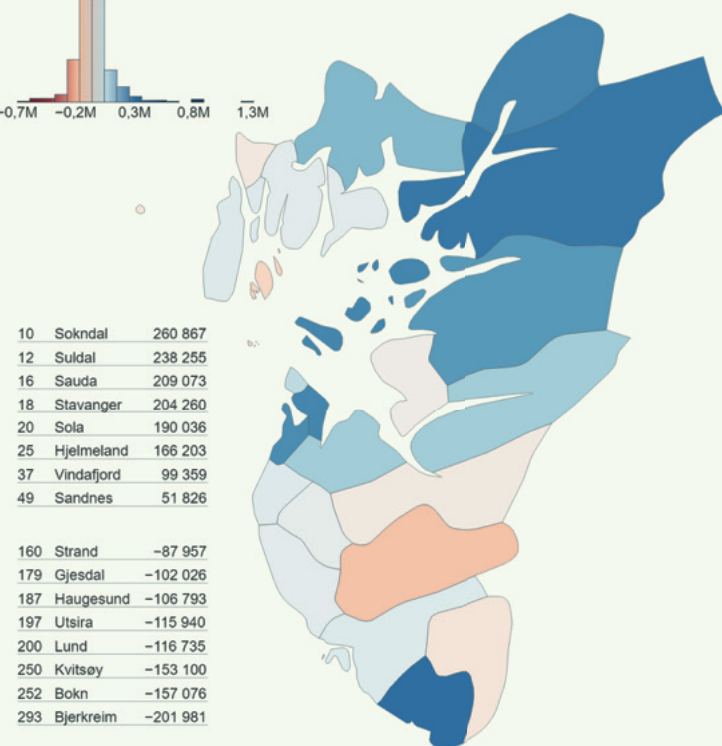 −0,7M −0,2M 0,3M 0,8M 1,3M
10 Sokndal 260 867
12 Suldal 238 255
16 Sauda 209 073
18 Stavanger 204 260
20 Sola 190 036
25 Hjelmeland 166 203
37 Vindafjord 99 359
49 Sandnes 51 826
160 Strand −87 957
179 Gjesdal −102 026
187 Haugesund −106 793
197 Utsira −115 940
200 Lund −116 735
250 Kvitsøy −153 100
252 Bokn −157 076
293 Bjerkreim −201 981